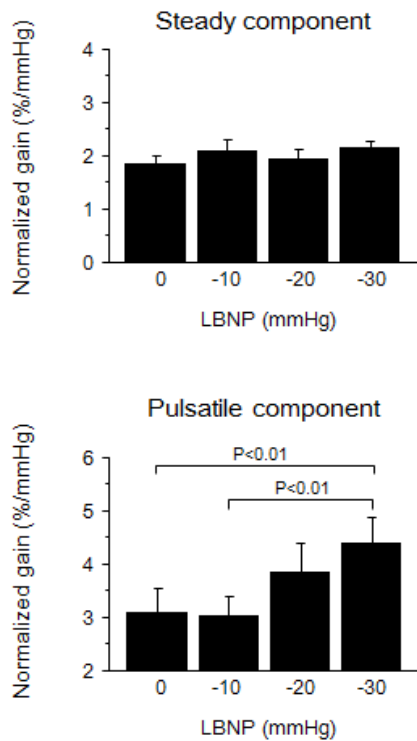 Steady component
Normalized gain (%/mmHg)
4
3
2
1
0
0 -10 -20 -30
LBNP (mmHg)
Pulsatile component
Normalized gain (%/mmHg)
6
P<0.01
5
P<0.01
4
3
2
0 -10 -20 -30
LBNP (mmHg)